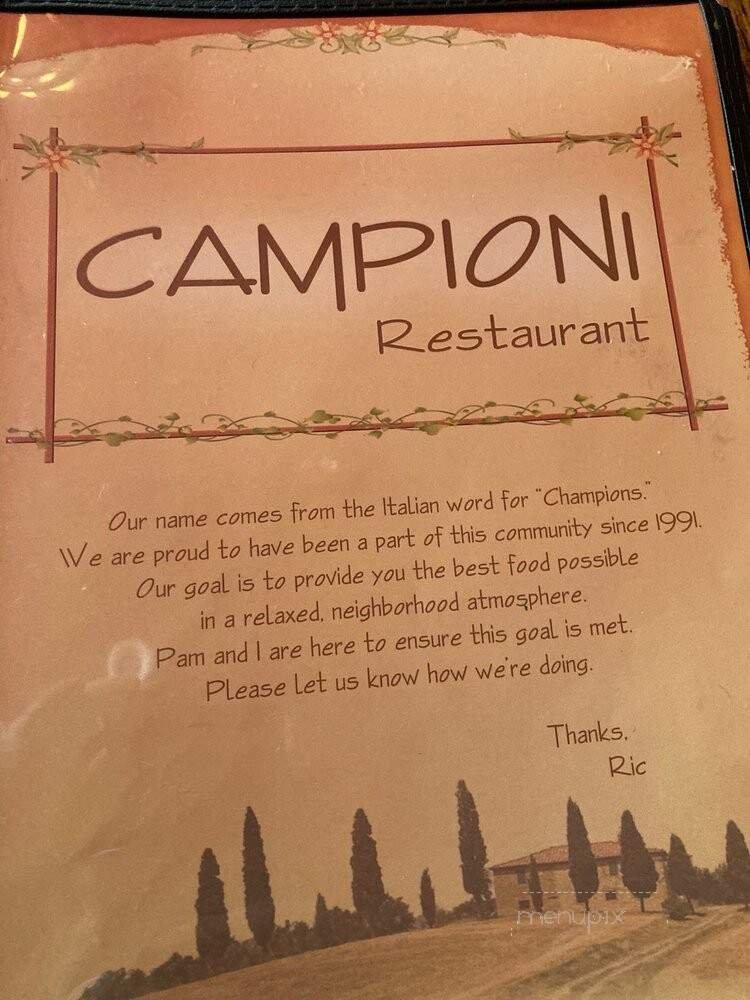 CAMPIONI
Restaurant
Our name comes from the Italian word for "Champions."
We are proud to have been a part of this community since 1991.
Our goal is to provide you the best food possible
in a relaxed, neighborhood atmosphere.
Pam and I are here to ensure this goal is met.
Please let us know how we're doing.
Thanks,
Ric
menupix